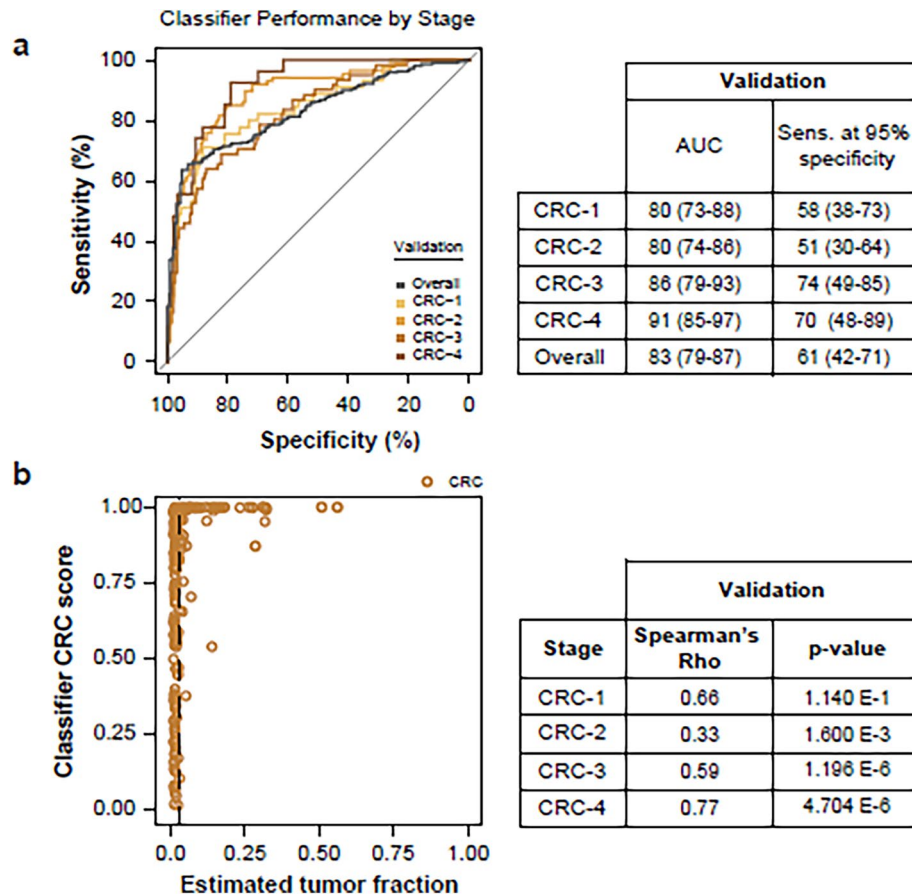 Classifier Performance by Stage
a
100
80
60
40
20
0
Sensitivity (%)
Validation
Overall
CRC-1
CRC-2
CRC-3
CRC-4
100 80 60 40 20 0
Specificity (%)
Validation
AUC Sens. at 95% specificity
CRC-1 80 (73-88) 58 (38-73)
CRC-2 80 (74-86) 51 (30-64)
CRC-3 86 (79-93) 74 (49-85)
CRC-4 91 (85-97) 70 (48-89)
Overall 83 (79-87) 61 (42-71)
b
CRC
1.00
0.75
0.50
0.25
0.00
Classifier CRC score
0.0 0.25 0.50 0.75 1.00
Estimated tumor fraction
Validation
Stage Spearman's Rho p-value
CRC-1 0.66 1.140 E-1
CRC-2 0.33 1.600 E-3
CRC-3 0.59 1.196 E-6
CRC-4 0.77 4.704 E-6